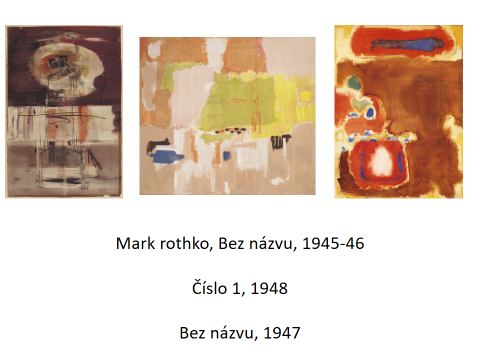 Mark rothko, Bez názvu, 1945-46
Číslo 1, 1948
Bez názvu, 1947